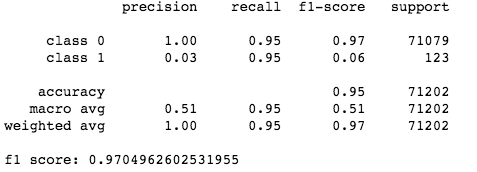 precision recall f1-score support
class 0 1.00 0.95 0.97 71079
class 1 0.03 0.95 0.06 123
accuracy 0.95 71202
macro avg 0.51 0.95 0.51 71202
weighted avg 1.00 0.95 0.97 71202
f1 score: 0.9704962602531955